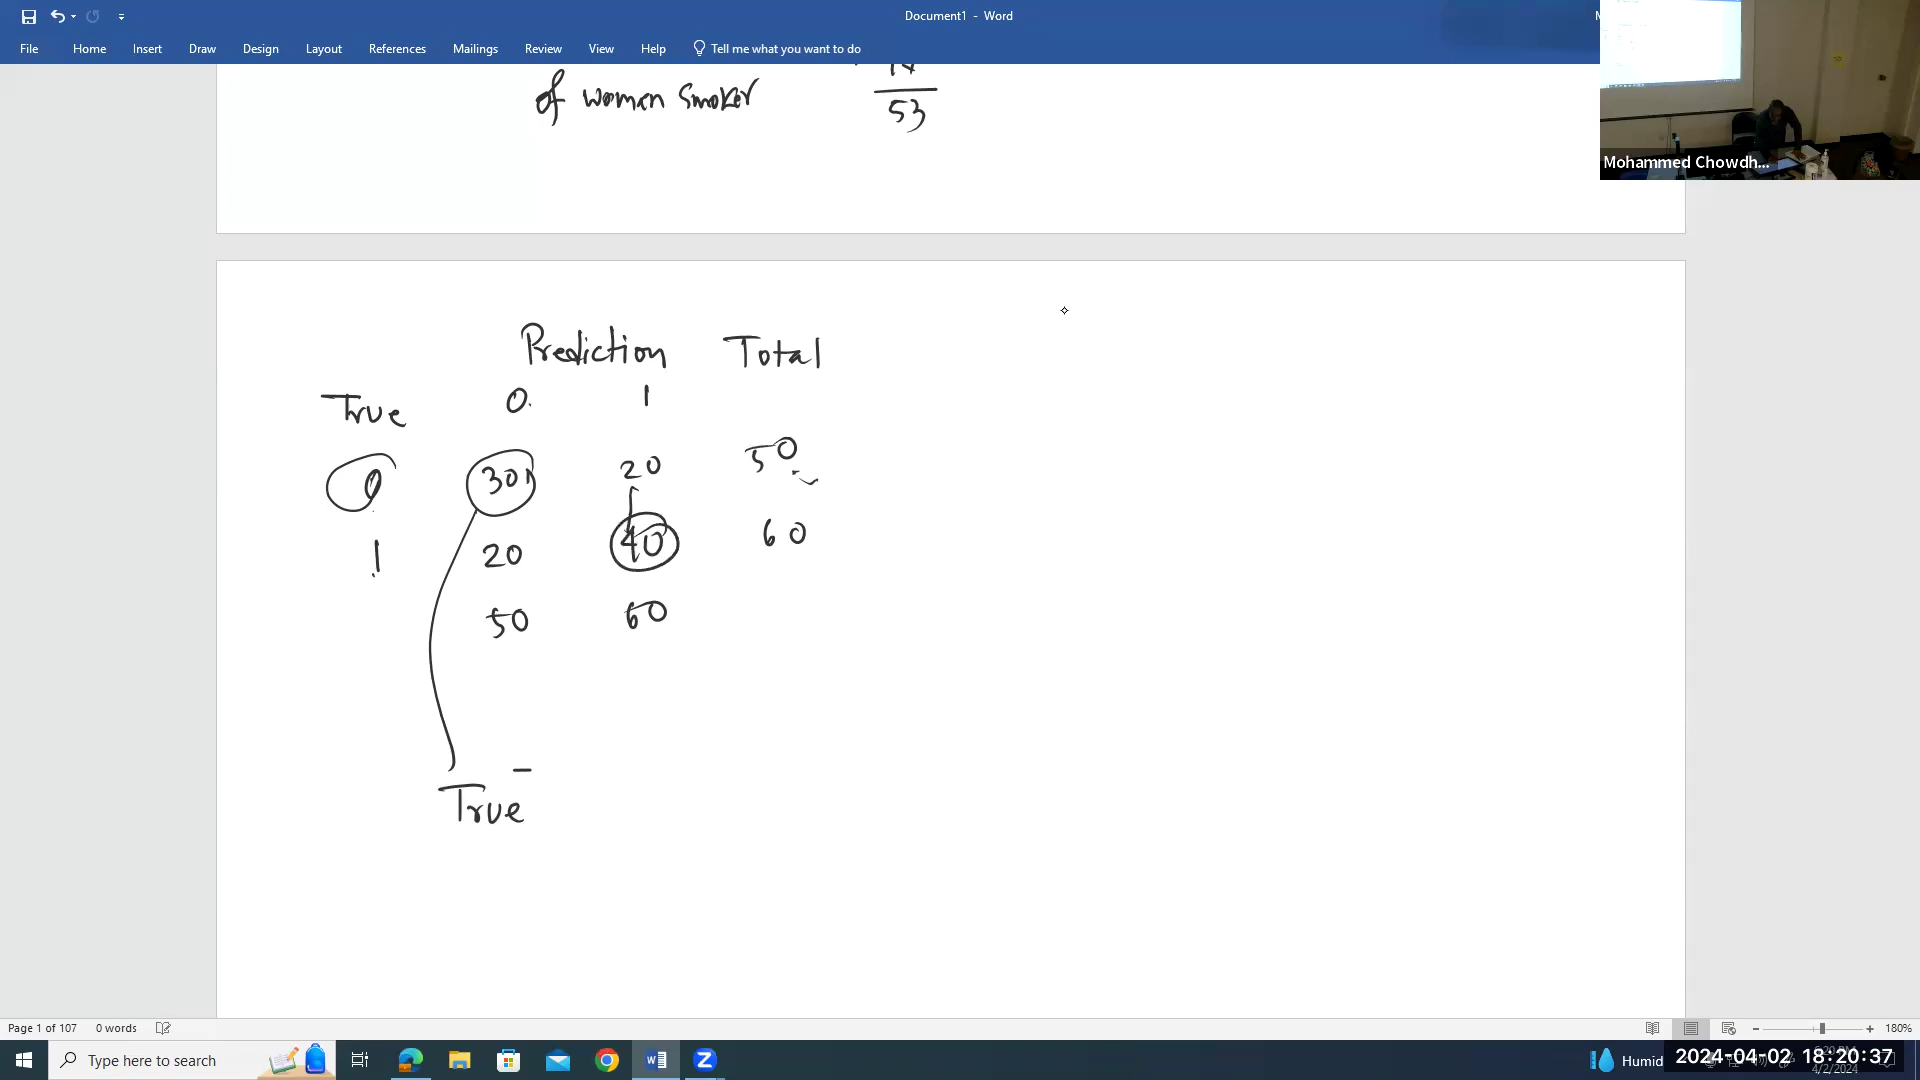 Document1 - Word
File Home Insert Draw Design Layout References Mailings Review View Help Tell me what you want to do
Mohammed Chowdh...
of women smoker
53
Prediction Total
True 0 1
0 30 20 50
1 20 40 60
50 60
True -
Page 1 of 107 0 words
180%
Type here to search
Humid
2024-04-02 18:20:37
4/2/2024